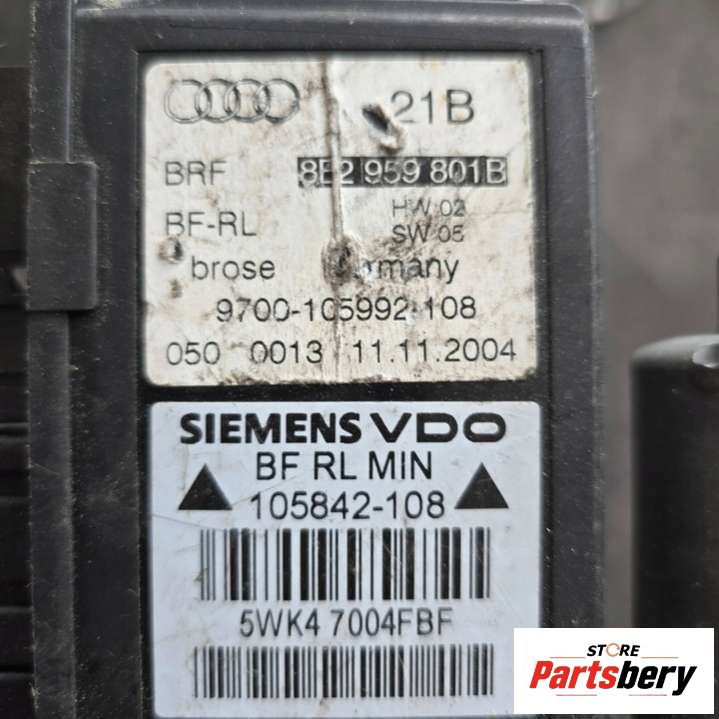 21B
BRF 8E2 959 801B
BF-RL HW 02
SW 05
brose Germany
9700-105992-108
050 0013 11.11.2004
SIEMENS VDO
BF RL MIN
105842-108
5WK4 7004FBF
STORE
Partsbery